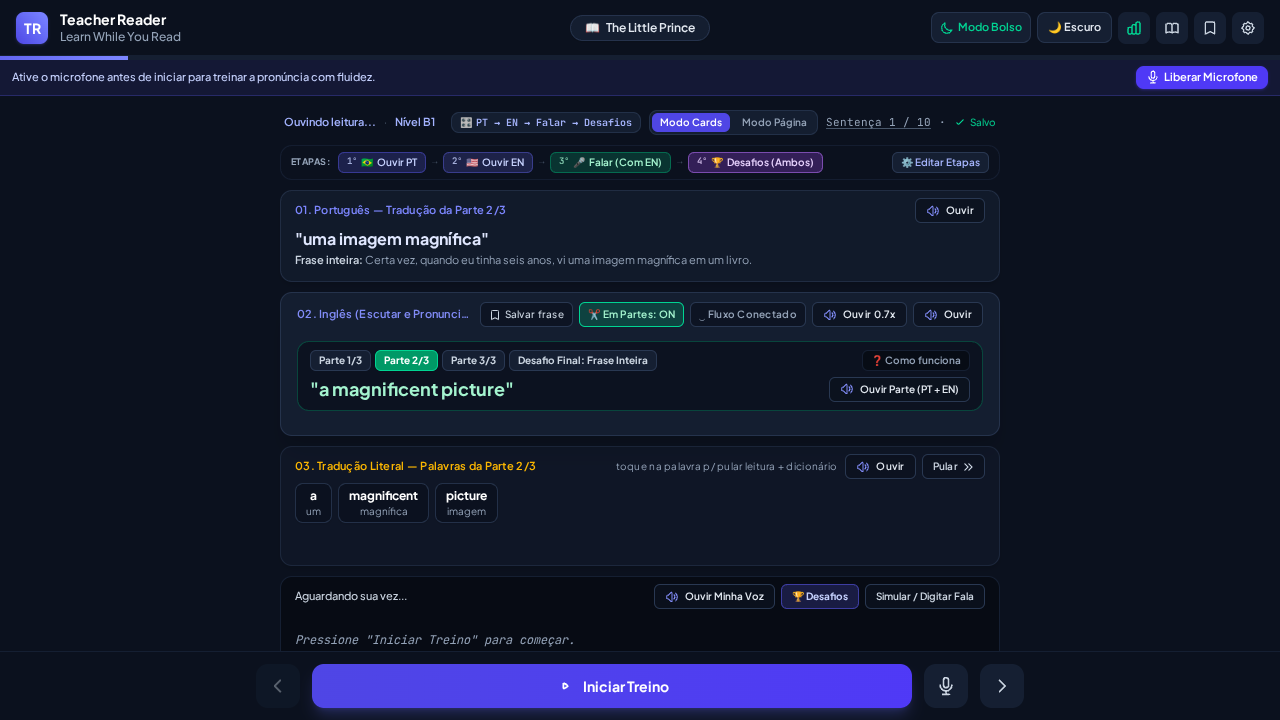 TR
Teacher Reader
Learn While You Read
📖 The Little Prince
Modo Bolso
🌙 Escuro
Ative o microfone antes de iniciar para treinar a pronúncia com fluidez.
Liberar Microfone
Ouvindo leitura... · Nível B1
🎛️ PT → EN → Falar → Desafios
Modo Cards
Modo Página
Sentença 1 / 10 · ✓ Salvo
ETAPAS:
1° 🇧🇷 Ouvir PT →
2° 🇺🇸 Ouvir EN →
3° 🎤 Falar (Com EN) →
4° 🏆 Desafios (Ambos)
⚙️ Editar Etapas
01. Português — Tradução da Parte 2/3
Ouvir
"uma imagem magnífica"
Frase inteira: Certa vez, quando eu tinha seis anos, vi uma imagem magnífica em um livro.
02. Inglês (Escutar e Pronunci...
Salvar frase
✂️ Em Partes: ON
Fluxo Conectado
Ouvir 0.7x
Ouvir
Parte 1/3
Parte 2/3
Parte 3/3
Desafio Final: Frase Inteira
❓ Como funciona
"a magnificent picture"
Ouvir Parte (PT + EN)
03. Tradução Literal — Palavras da Parte 2/3
toque na palavra p/ pular leitura + dicionário
Ouvir
Pular
a
um
magnificent
magnífica
picture
imagem
Aguardando sua vez...
Ouvir Minha Voz
🏆 Desafios
Simular / Digitar Fala
Pressione "Iniciar Treino" para começar.
Iniciar Treino